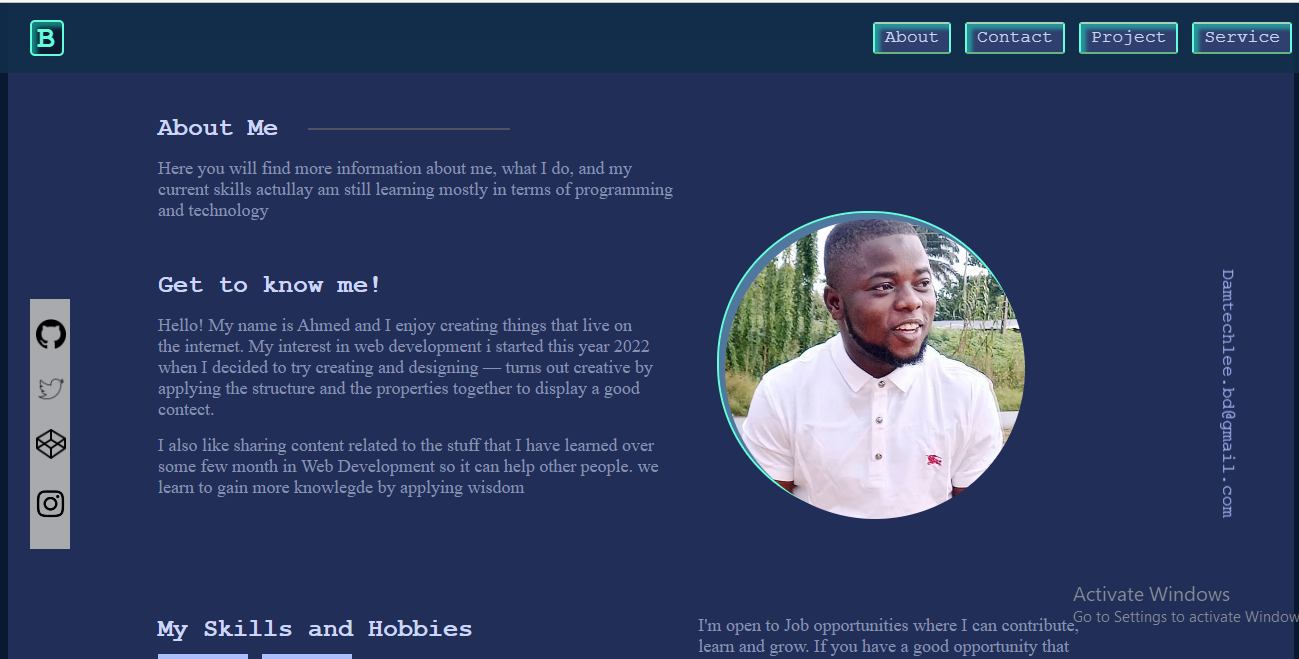 B
About
Contact
Project
Service
About Me
Here you will find more information about me, what I do, and my
current skills actullay am still learning mostly in terms of programming
and technology
Get to know me!
Hello! My name is Ahmed and I enjoy creating things that live on
the internet. My interest in web development i started this year 2022
when I decided to try creating and designing — turns out creative by
applying the structure and the properties together to display a good
contect.
I also like sharing content related to the stuff that I have learned over
some few month in Web Development so it can help other people. we
learn to gain more knowlegde by applying wisdom
Damtechlee.bd@gmail.com
My Skills and Hobbies
I'm open to Job opportunities where I can contribute,
learn and grow. If you have a good opportunity that
Activate Windows
Go to Settings to activate Window